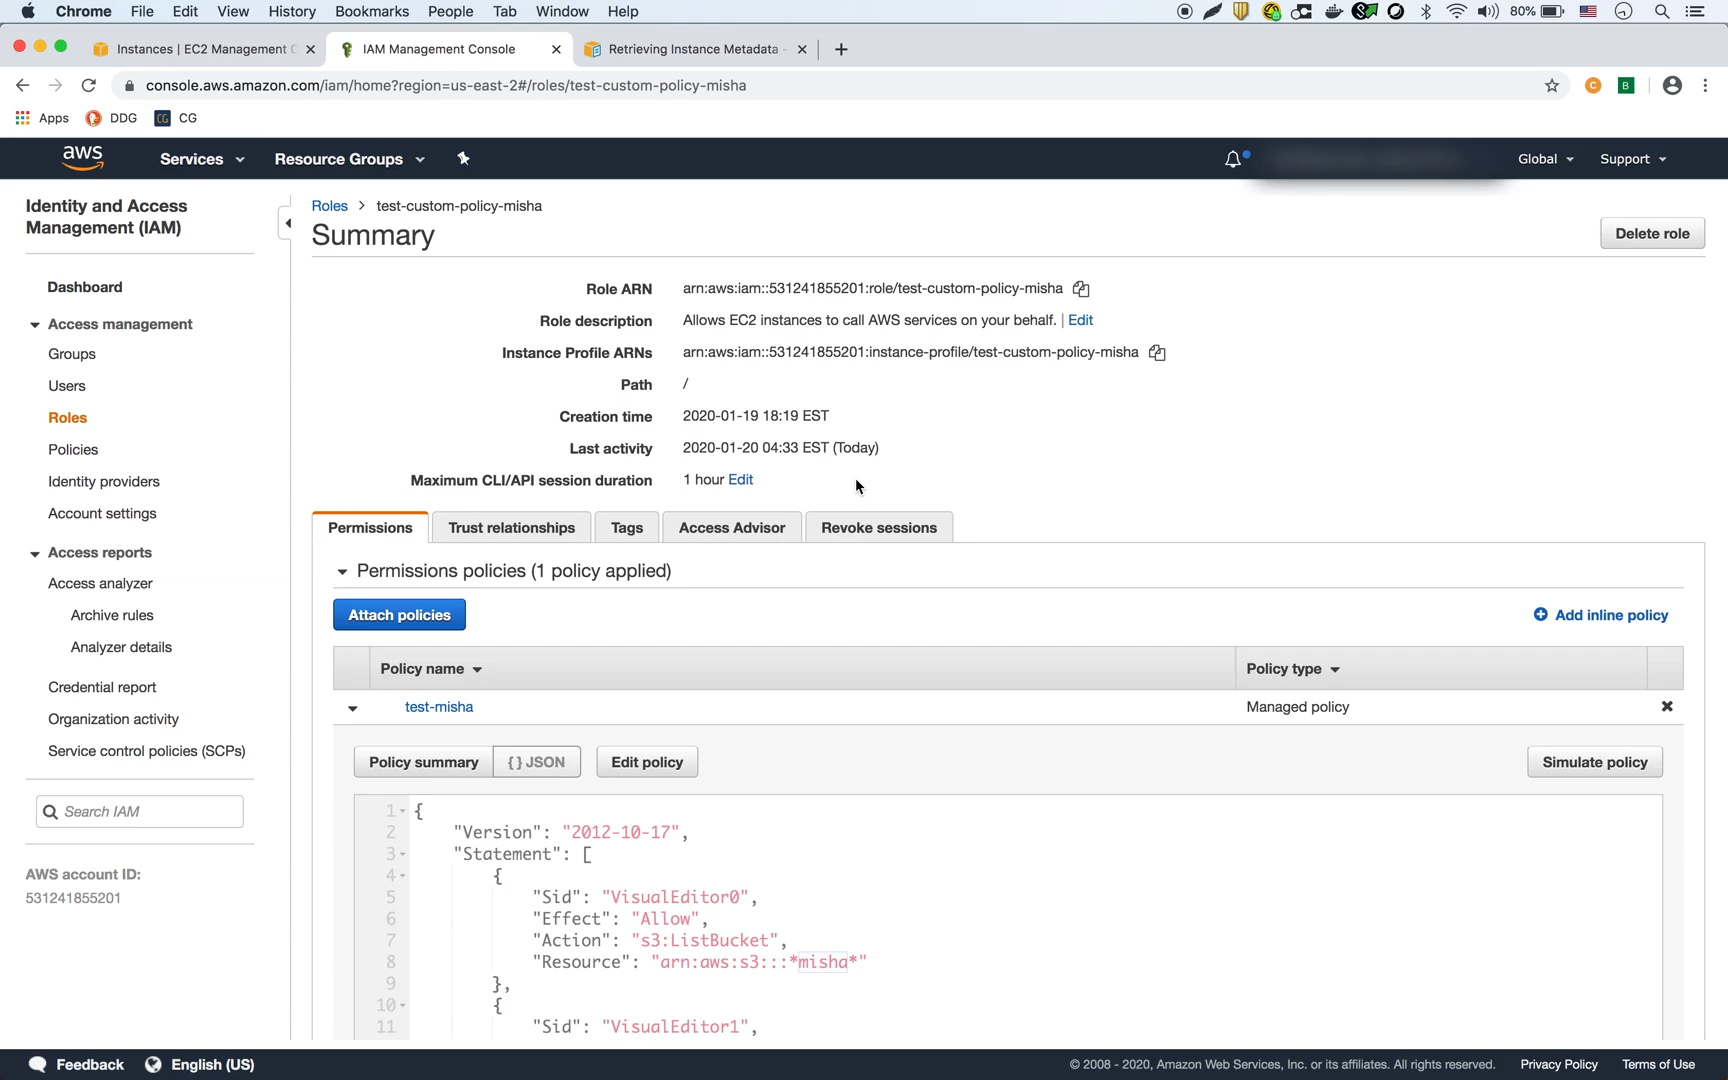 Chrome File Edit View History Bookmarks People Tab Window Help 80%
Instances | EC2 Management C
IAM Management Console
Retrieving Instance Metadata -
console.aws.amazon.com/iam/home?region=us-east-2#/roles/test-custom-policy-misha
C B
Apps DDG CG CG
aws Services Resource Groups Global Support
Identity and Access
Management (IAM)
Dashboard
Access management
Groups
Users
Roles
Policies
Identity providers
Account settings
Access reports
Access analyzer
Archive rules
Analyzer details
Credential report
Organization activity
Service control policies (SCPs)
Search IAM
AWS account ID:
531241855201
Roles > test-custom-policy-misha
Summary
Delete role
Role ARN arn:aws:iam::531241855201:role/test-custom-policy-misha
Role description Allows EC2 instances to call AWS services on your behalf. | Edit
Instance Profile ARNs arn:aws:iam::531241855201:instance-profile/test-custom-policy-misha
Path /
Creation time 2020-01-19 18:19 EST
Last activity 2020-01-20 04:33 EST (Today)
Maximum CLI/API session duration 1 hour Edit
Permissions Trust relationships Tags Access Advisor Revoke sessions
Permissions policies (1 policy applied)
Attach policies
Add inline policy
Policy name Policy type
test-misha Managed policy
Policy summary {} JSON Edit policy Simulate policy
1 {
2 "Version": "2012-10-17",
3 "Statement": [
4 {
5 "Sid": "VisualEditor0",
6 "Effect": "Allow",
7 "Action": "s3:ListBucket",
8 "Resource": "arn:aws:s3:::*misha*"
9 },
10 {
11 "Sid": "VisualEditor1",
Feedback English (US)
© 2008 - 2020, Amazon Web Services, Inc. or its affiliates. All rights reserved. Privacy Policy Terms of Use